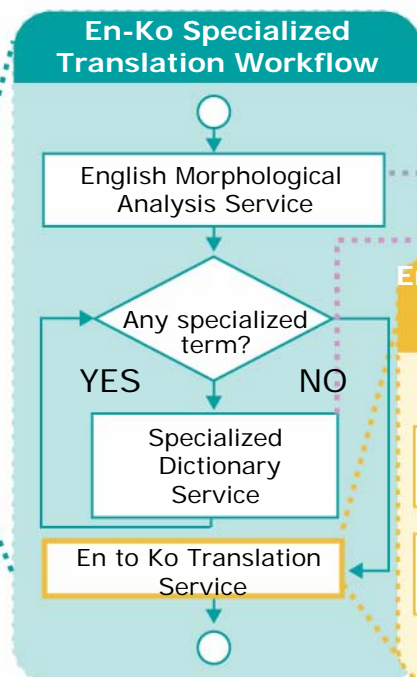 En-Ko Specialized
Translation Workflow
English Morphological
Analysis Service
Any specialized
term?
YES
NO
Specialized
Dictionary
Service
En to Ko Translation
Service